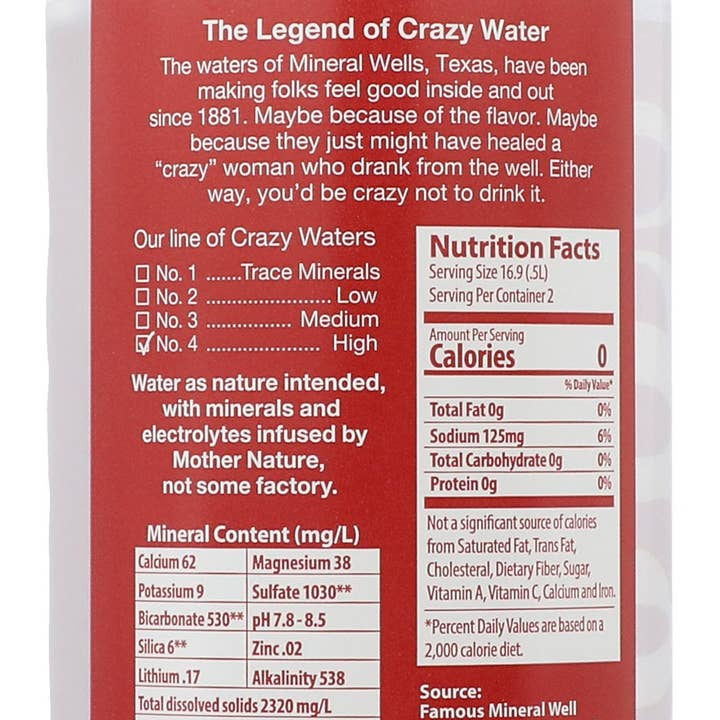 The Legend of Crazy Water
The waters of Mineral Wells, Texas, have been
making folks feel good inside and out
since 1881. Maybe because of the flavor. Maybe
because they just might have healed a
“crazy” woman who drank from the well. Either
way, you’d be crazy not to drink it.
Our line of Crazy Waters
No. 1 .......Trace Minerals
No. 2 ....................... Low
No. 3 ................ Medium
No. 4 ..................... High
Water as nature intended,
with minerals and
electrolytes infused by
Mother Nature,
not some factory.
Mineral Content (mg/L)
Calcium 62 Magnesium 38
Potassium 9 Sulfate 1030**
Bicarbonate 530** pH 7.8 - 8.5
Silica 6** Zinc .02
Lithium .17 Alkalinity 538
Total dissolved solids 2320 mg/L
Nutrition Facts
Serving Size 16.9 (.5L)
Serving Per Container 2
Amount Per Serving
Calories 0
% Daily Value*
Total Fat 0g 0%
Sodium 125mg 6%
Total Carbohydrate 0g 0%
Protein 0g 0%
Not a significant source of calories
from Saturated Fat, Trans Fat,
Cholesterol, Dietary Fiber, Sugar,
Vitamin A, Vitamin C, Calcium and Iron.
*Percent Daily Values are based on a
2,000 calorie diet.
Source:
Famous Mineral Well